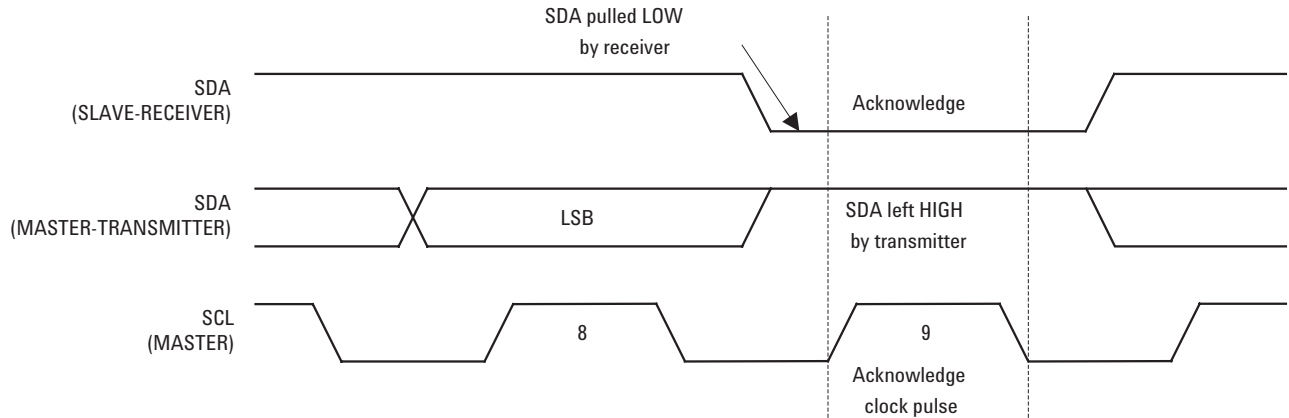 SDA pulled LOW
by receiver
SDA
(SLAVE-RECEIVER)
Acknowledge
SDA
(MASTER-TRANSMITTER)
LSB
SDA left HIGH
by transmitter
SCL
(MASTER)
8
9
Acknowledge
clock pulse